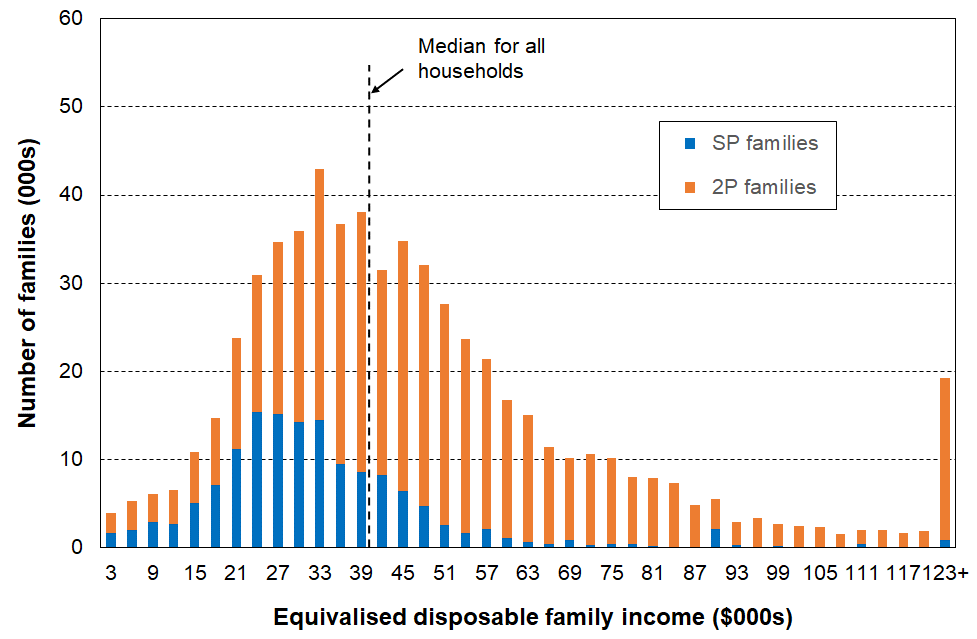 60
Median for all
households
50
SP families
2P families
40
30
20
10
0
Number of families (000s)
3 9 15 21 27 33 39 45 51 57 63 69 75 81 87 93 99 105 111 117 123+
Equivalised disposable family income ($000s)